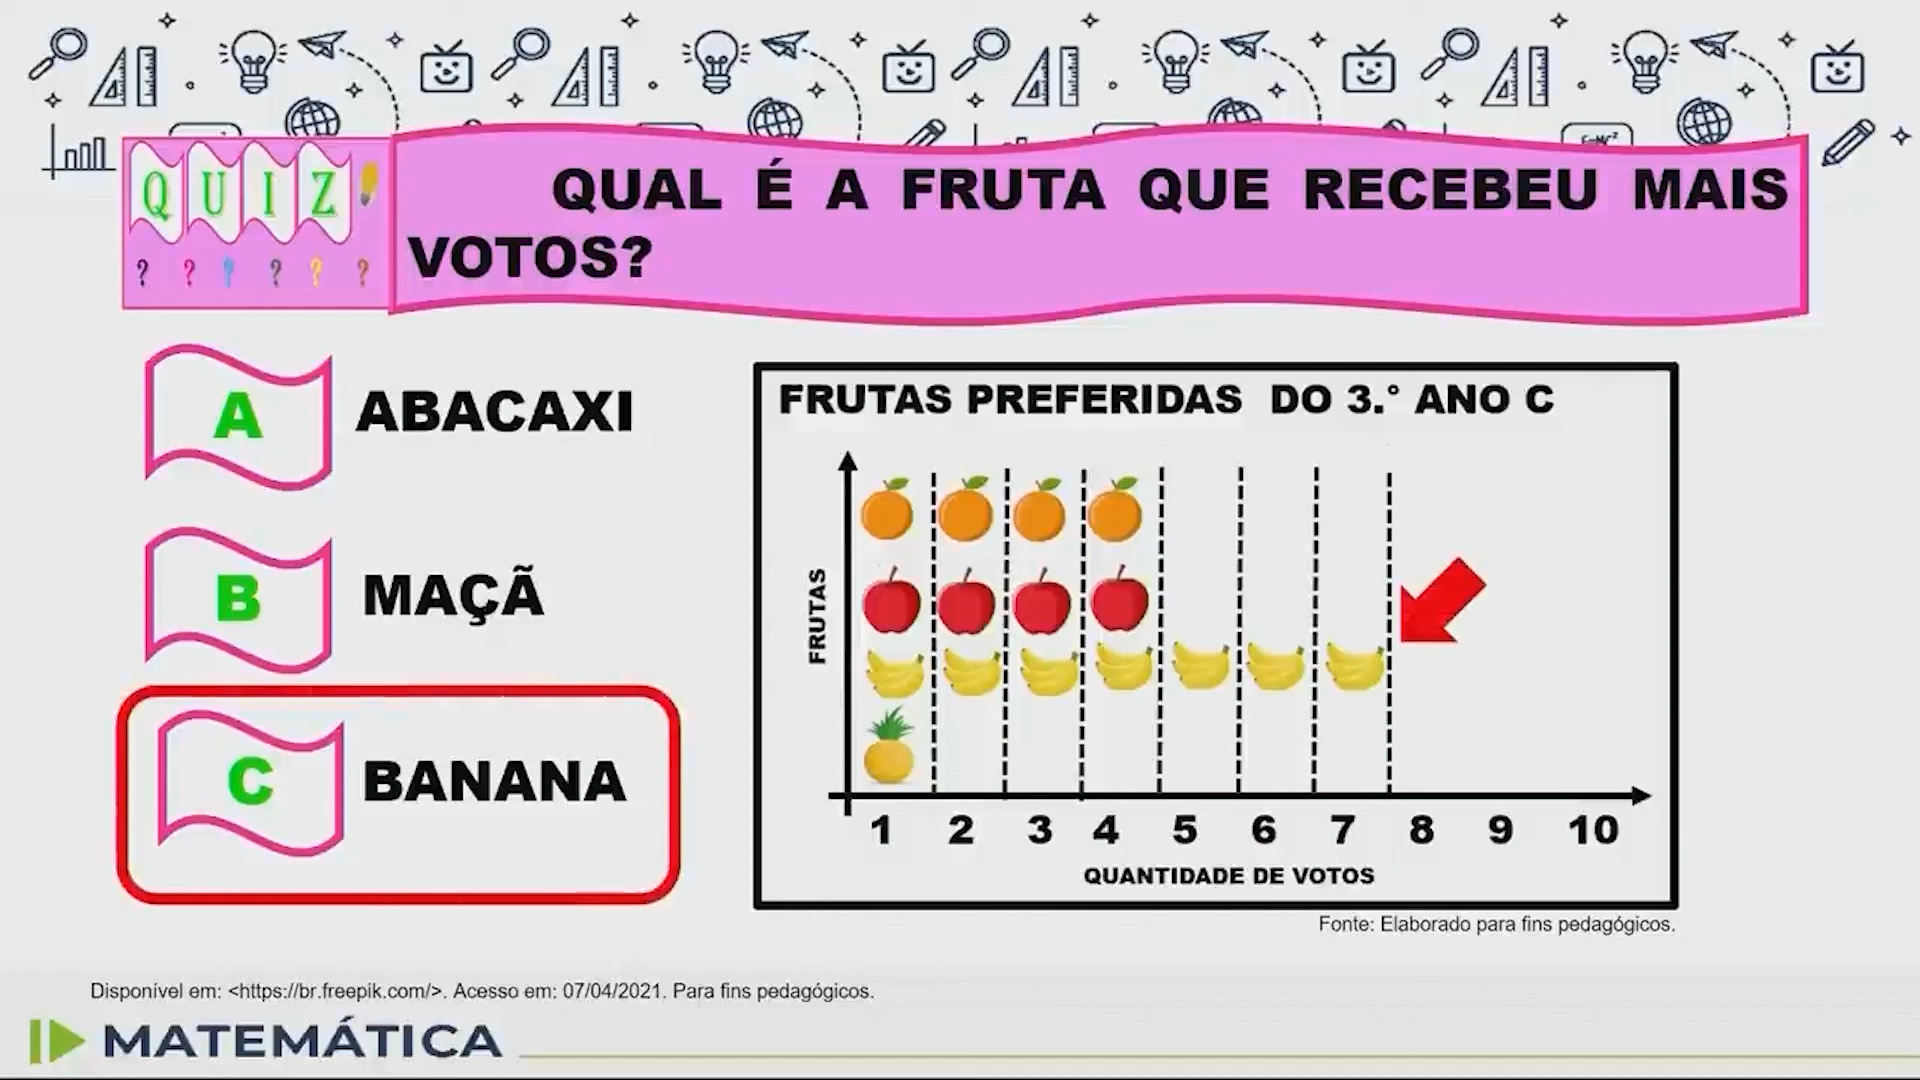 QUIZ
? ? ? ? ? ?
QUAL É A FRUTA QUE RECEBEU MAIS
VOTOS?
A ABACAXI
B MAÇÃ
C BANANA
FRUTAS PREFERIDAS DO 3.° ANO C
FRUTAS
1 2 3 4 5 6 7 8 9 10
QUANTIDADE DE VOTOS
Fonte: Elaborado para fins pedagógicos.
Disponível em: <https://br.freepik.com/>. Acesso em: 07/04/2021. Para fins pedagógicos.
MATEMÁTICA